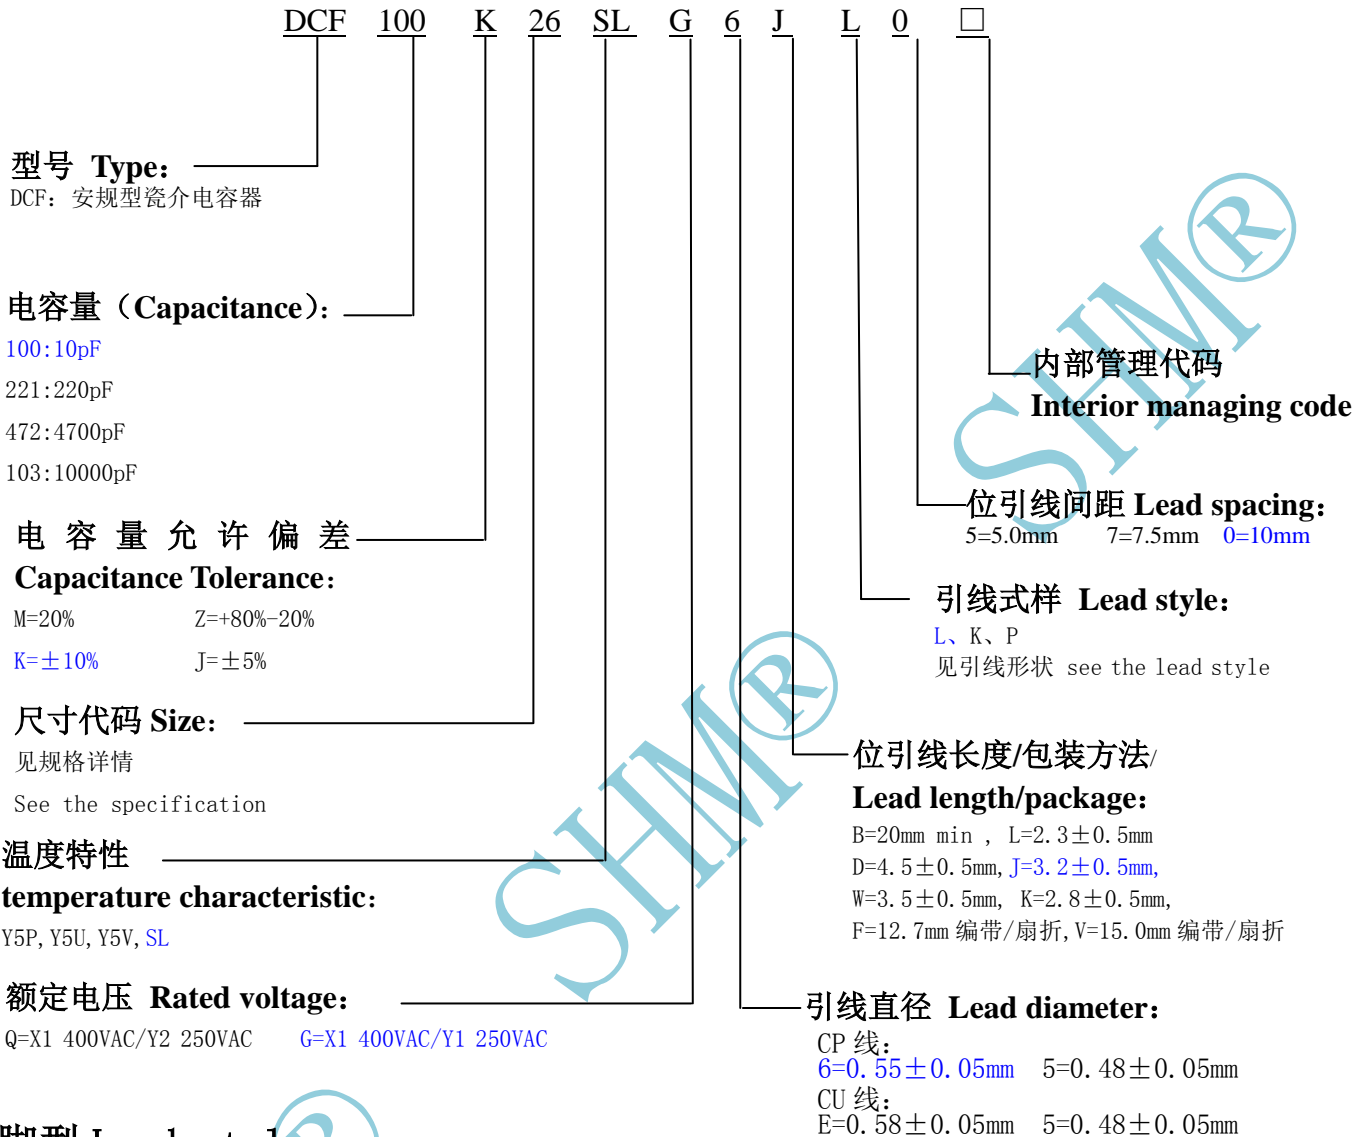 DCF 100 K 26 SL G 6 J L 0 □
型号 Type：
DCF：安规型瓷介电容器
电容量（Capacitance）：
100:10pF
221:220pF
472:4700pF
103:10000pF
电容量允许偏差
Capacitance Tolerance：
M=20% Z=+80%-20%
K=±10% J=±5%
尺寸代码 Size：
见规格详情
See the specification
温度特性
temperature characteristic：
Y5P,Y5U,Y5V,SL
额定电压 Rated voltage：
Q=X1 400VAC/Y2 250VAC G=X1 400VAC/Y1 250VAC
内部管理代码
Interior managing code
位引线间距 Lead spacing：
5=5.0mm 7=7.5mm 0=10mm
引线式样 Lead style：
L、K、P
见引线形状 see the lead style
位引线长度/包装方法/
Lead length/package：
B=20mm min , L=2.3±0.5mm
D=4.5±0.5mm,J=3.2±0.5mm,
W=3.5±0.5mm, K=2.8±0.5mm,
F=12.7mm 编带/扇折,V=15.0mm 编带/扇折
引线直径 Lead diameter：
CP 线：
6=0.55±0.05mm 5=0.48±0.05mm
CU 线：
E=0.58±0.05mm 5=0.48±0.05mm
SHM®
SHM®
®